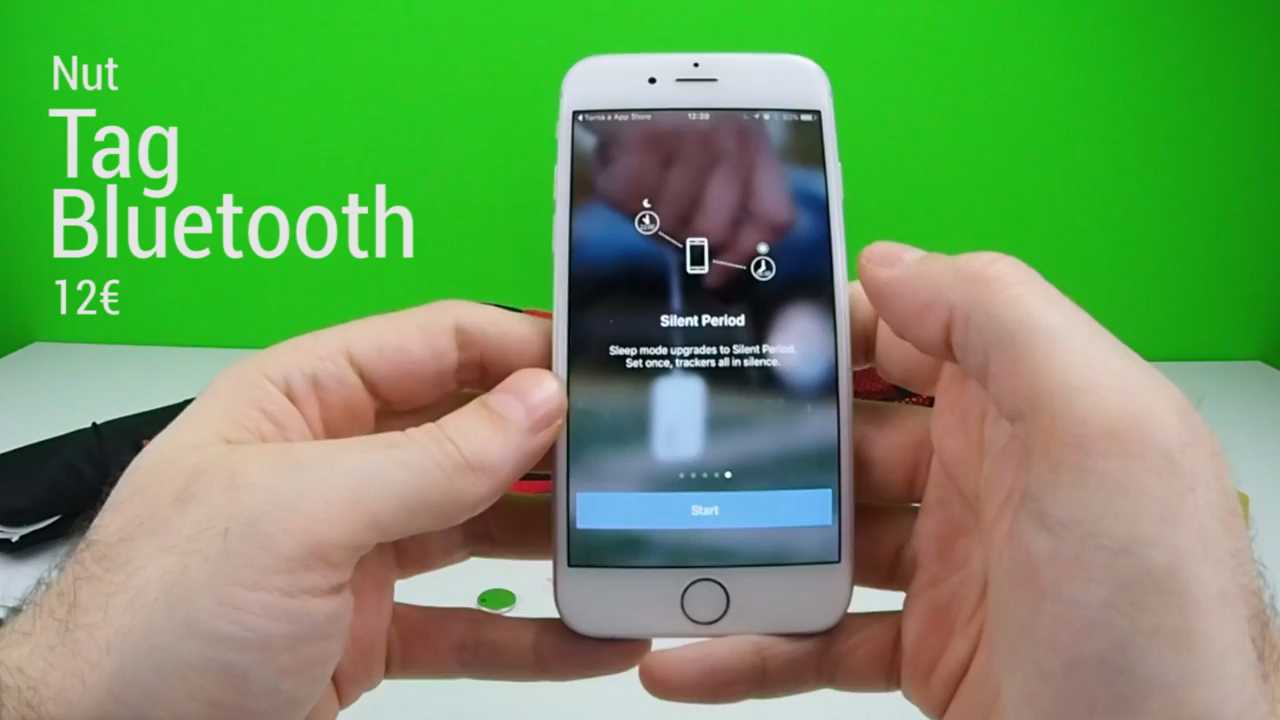 Nut
Tag
Bluetooth
12€
Torna a App Store 12:39 80%
Silent Period
Sleep mode upgrades to Silent Period.
Set once, trackers all in silence.
Start